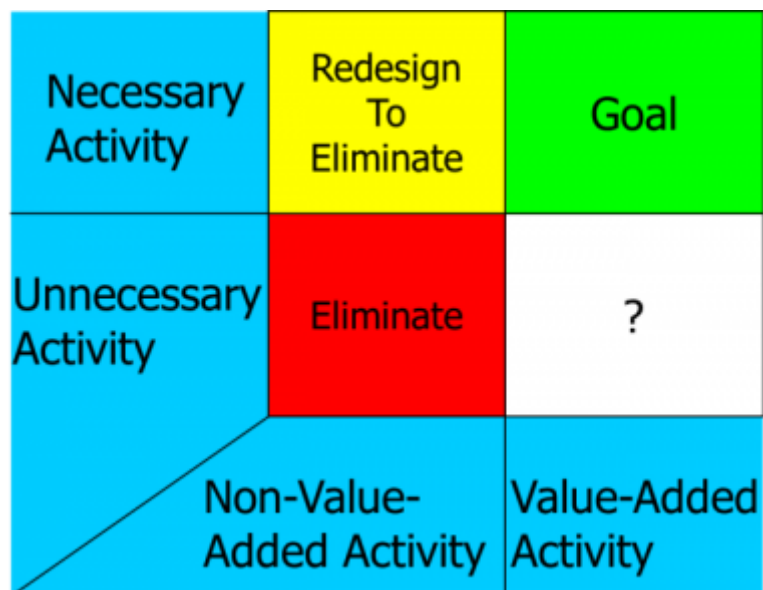 Necessary
Activity
Redesign
To
Eliminate
Goal
Unnecessary
Activity
Eliminate
?
Non-Value-
Added Activity
Value-Added
Activity